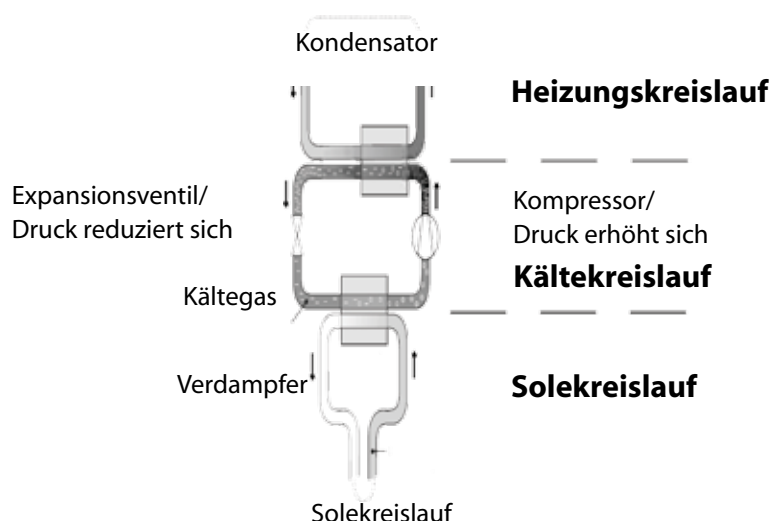 Kondensator
Heizungskreislauf
Expansionsventil/
Druck reduziert sich
Kompressor/
Druck erhöht sich
Kältekreislauf
Kältegas
Verdampfer
Solekreislauf
Solekreislauf